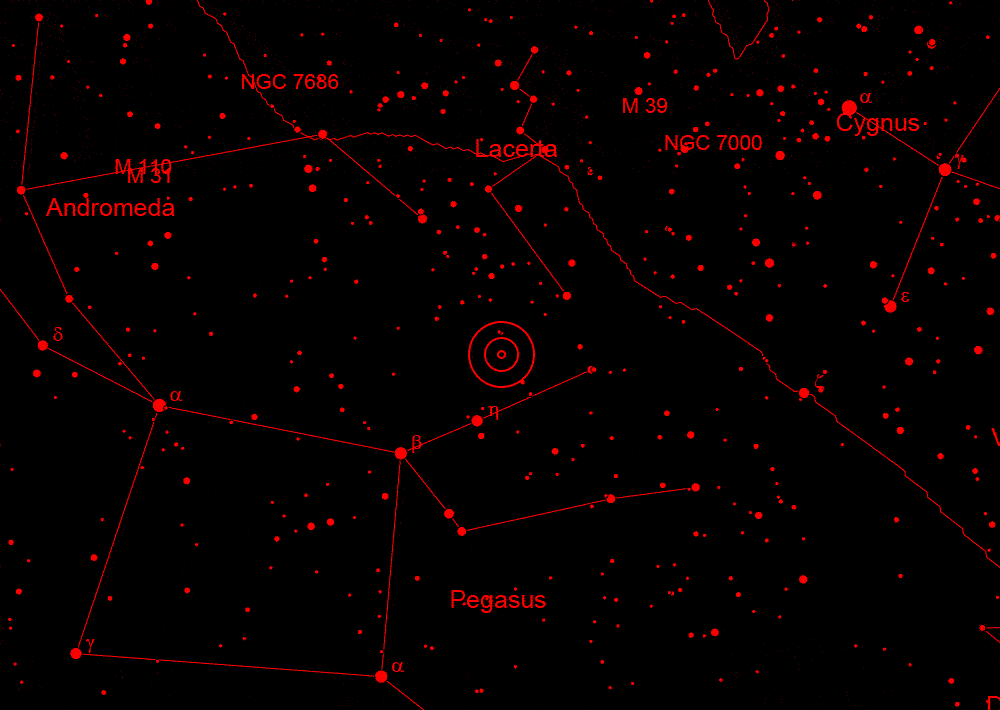 NGC 7686
M 39
α
Cygnus
NGC 7000
Lacerta
γ
M 110
M 31
Andromeda
ε
δ
ζ
α
η
β
Pegasus
γ
α